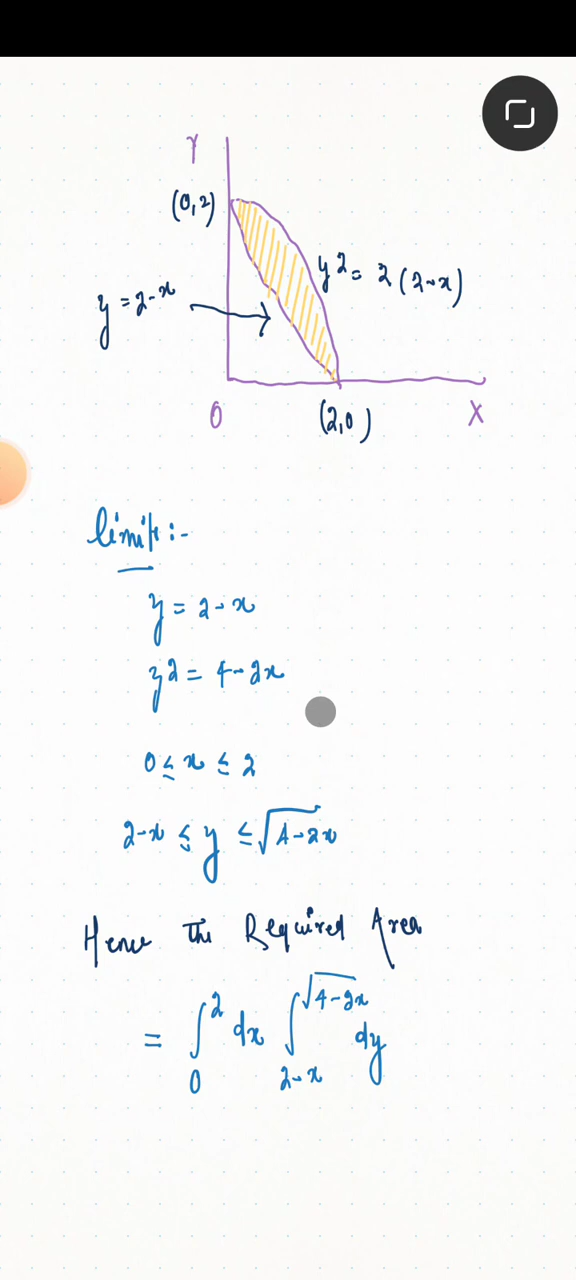 Y
(0,2)
y = 2-x
y2 = 2(2-x)
O
(2,0)
X
limits:-
y = 2-x
y2 = 4-2x
0 ≤ x ≤ 2
2-x ≤ y ≤ √4-2x
Hence the Required Area
= ∫₀² dx ∫ 2-x √4-2x dy